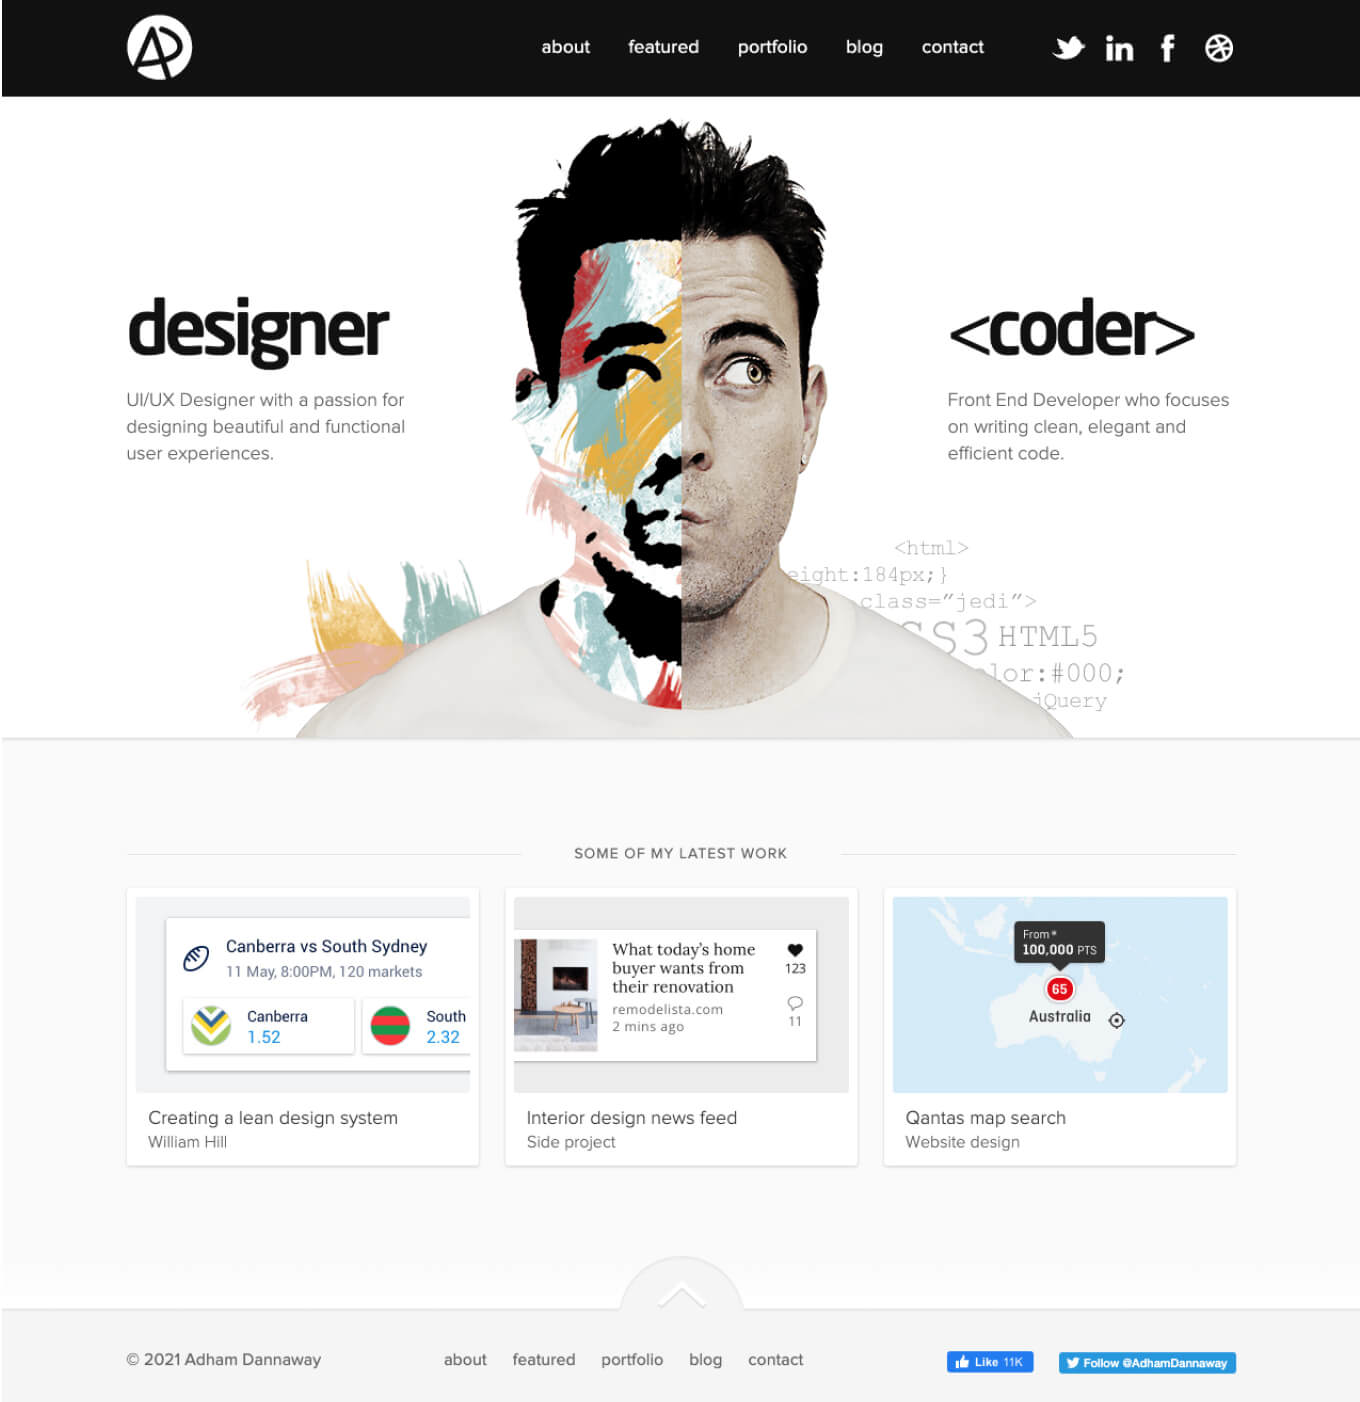 about featured portfolio blog contact
designer
UI/UX Designer with a passion for
designing beautiful and functional
user experiences.
<coder>
Front End Developer who focuses
on writing clean, elegant and
efficient code.
<html>
eight:184px;}
class="jedi">
SS3 HTML5
lor:#000;
jQuery
SOME OF MY LATEST WORK
Canberra vs South Sydney
11 May, 8:00PM, 120 markets
Canberra
1.52
South
2.32
Creating a lean design system
William Hill
What today's home
buyer wants from
their renovation
remodelista.com
2 mins ago
123
11
Interior design news feed
Side project
From*
100,000 PTS
65
Australia
Qantas map search
Website design
© 2021 Adham Dannaway
about featured portfolio blog contact
Like 11K
Follow @AdhamDannaway